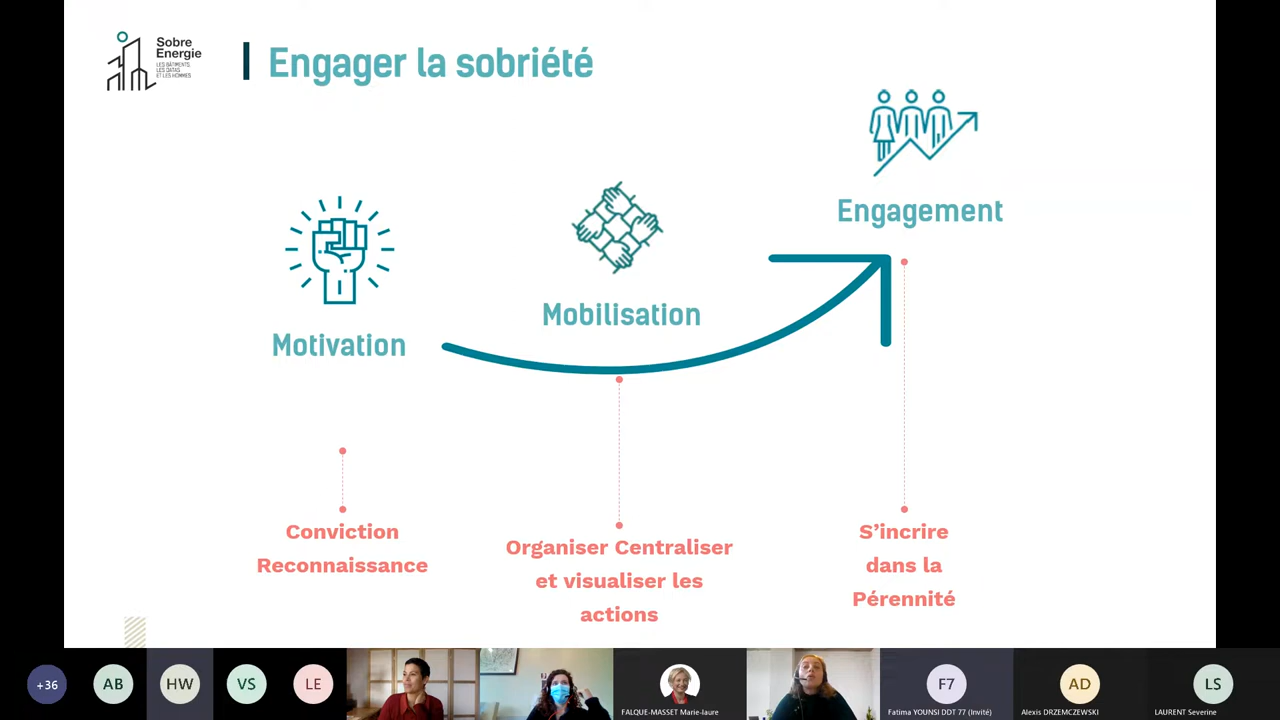 Sobre
Energie
LES BÂTIMENTS
LES DATAS
ET LES HOMMES
Engager la sobriété
Engagement
Mobilisation
Motivation
Conviction
Reconnaissance
Organiser Centraliser
et visualiser les
actions
S'incrire
dans la
Pérennité
+36
AB
HW
VS
LE
FALQUE-MASSET Marie-laure
F7
Fatima YOUNSI DDT 77 (Invité)
AD
Alexis DRZEMCZEWSKI
LS
LAURENT Severine